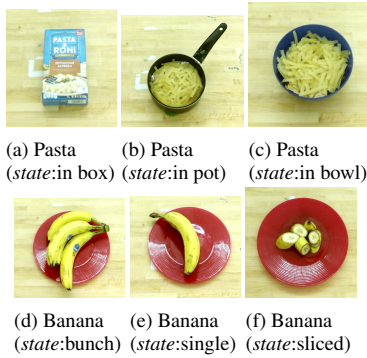 PASTA
RONI
(a) Pasta
(state:in box)
(b) Pasta
(state:in pot)
(c) Pasta
(state:in bowl)
(d) Banana
(state:bunch)
(e) Banana
(state:single)
(f) Banana
(state:sliced)